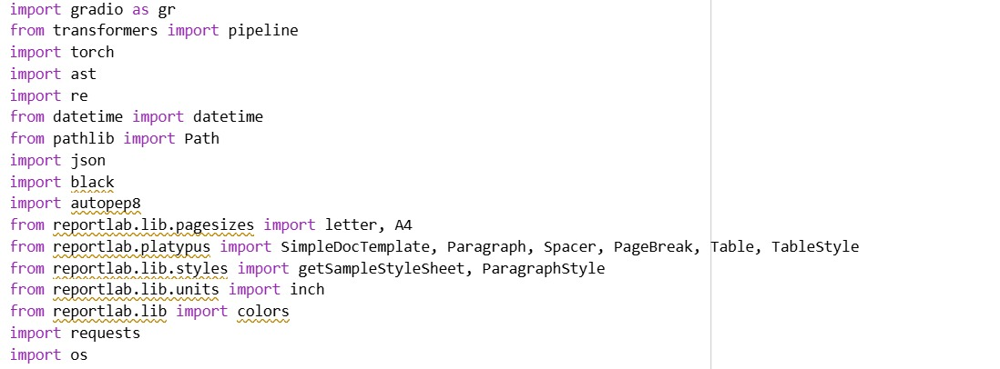 import gradio as gr
from transformers import pipeline
import torch
import ast
import re
from datetime import datetime
from pathlib import Path
import json
import black
import autopep8
from reportlab.lib.pagesizes import letter, A4
from reportlab.platypus import SimpleDocTemplate, Paragraph, Spacer, PageBreak, Table, TableStyle
from reportlab.lib.styles import getSampleStyleSheet, ParagraphStyle
from reportlab.lib.units import inch
from reportlab.lib import colors
import requests
import os